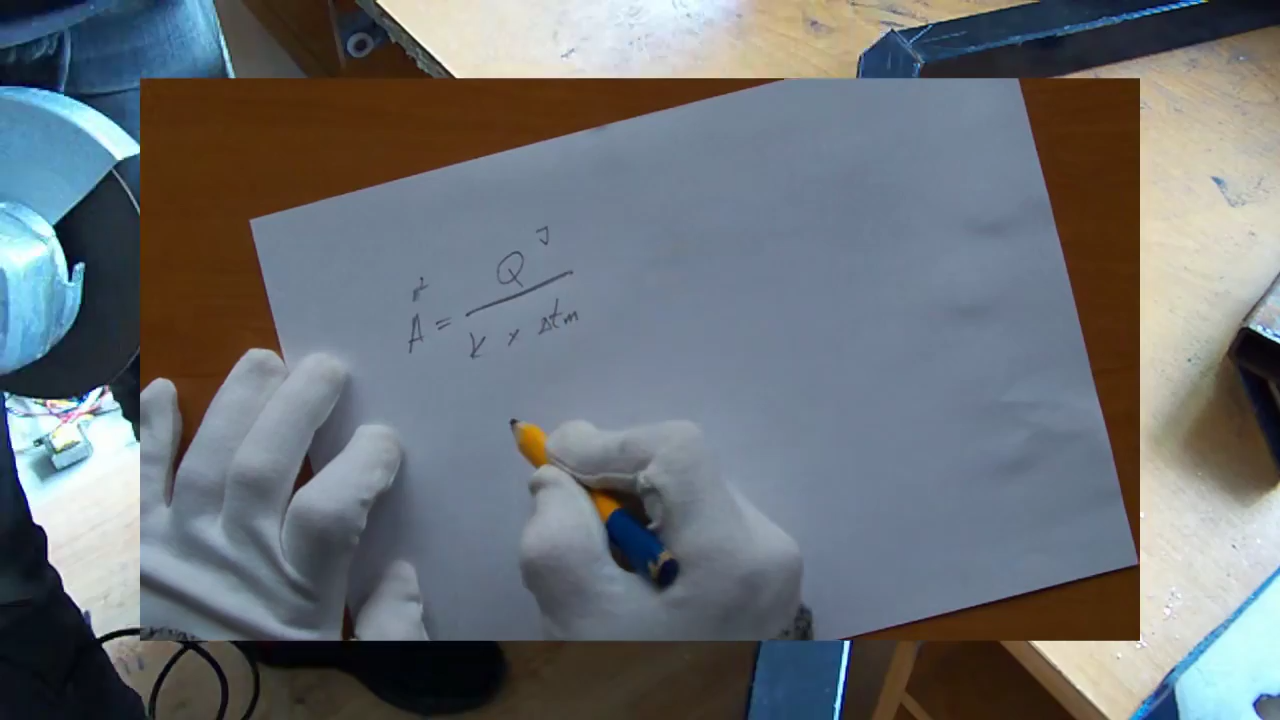 J
Q
A = ―――
K × Δtm